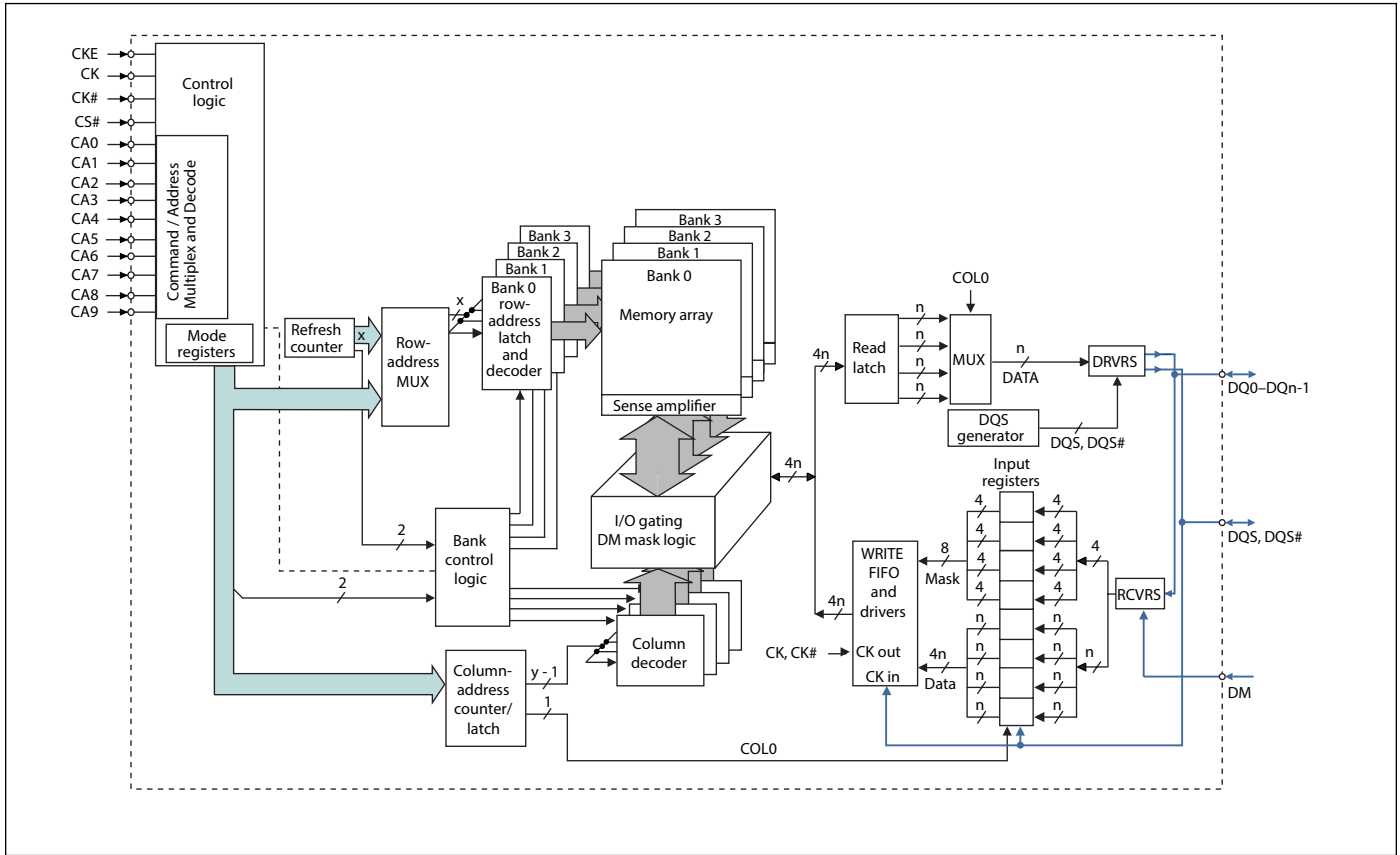 CKE
CK
CK#
CS#
CA0
CA1
CA2
CA3
CA4
CA5
CA6
CA7
CA8
CA9
Control
logic
Command / Address
Multiplex and Decode
Mode
registers
Refresh
counter
x
Row-
address
MUX
x
Bank 3
Bank 2
Bank 1
Bank 0
row-
address
latch
and
decoder
Bank 3
Bank 2
Bank 1
Bank 0
Memory array
Sense amplifier
2
2
Bank
control
logic
I/O gating
DM mask logic
Column
decoder
Column-
address
counter/
latch
y - 1
1
COL0
4n
4n
4n
Read
latch
n
n
n
n
COL0
MUX
n
DATA
DRVRS
DQS
generator
DQS, DQS#
DQ0–DQn-1
DQS, DQS#
DM
Input
registers
4
4
4
4
4
4
4
4
n
n
n
n
n
n
n
n
4
n
RCVRS
8
Mask
4n
Data
WRITE
FIFO
and
drivers
CK out
CK in
CK, CK#